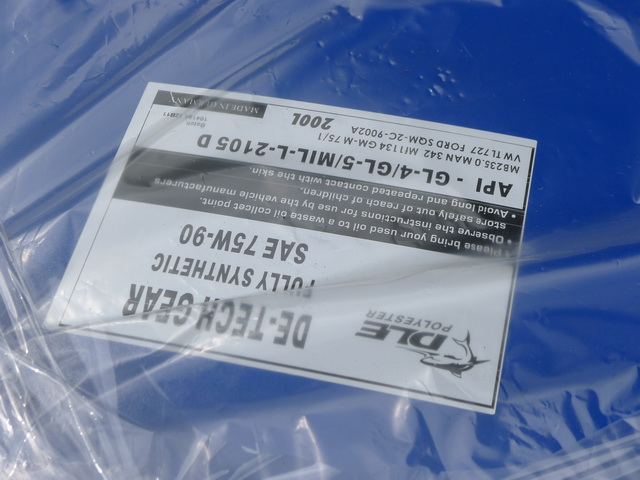 DLE
POLYESTER
DE-TECH GEAR
FULLY SYNTHETIC
SAE 75W-90
• Please bring your used oil to a waste oil collcet point.
• Observe the instructions for use by the vehicle manufacturers
store safely out of reach of children.
• Avoid long and repeated contact with the skin.
API - GL-4/GL-5/MIL-L-2105 D
MB235.0 MAN 342 MI1134 GM-M-75/1
VW TL727 FORD SQM-2C-9002A
200L
MADE IN GERMANY